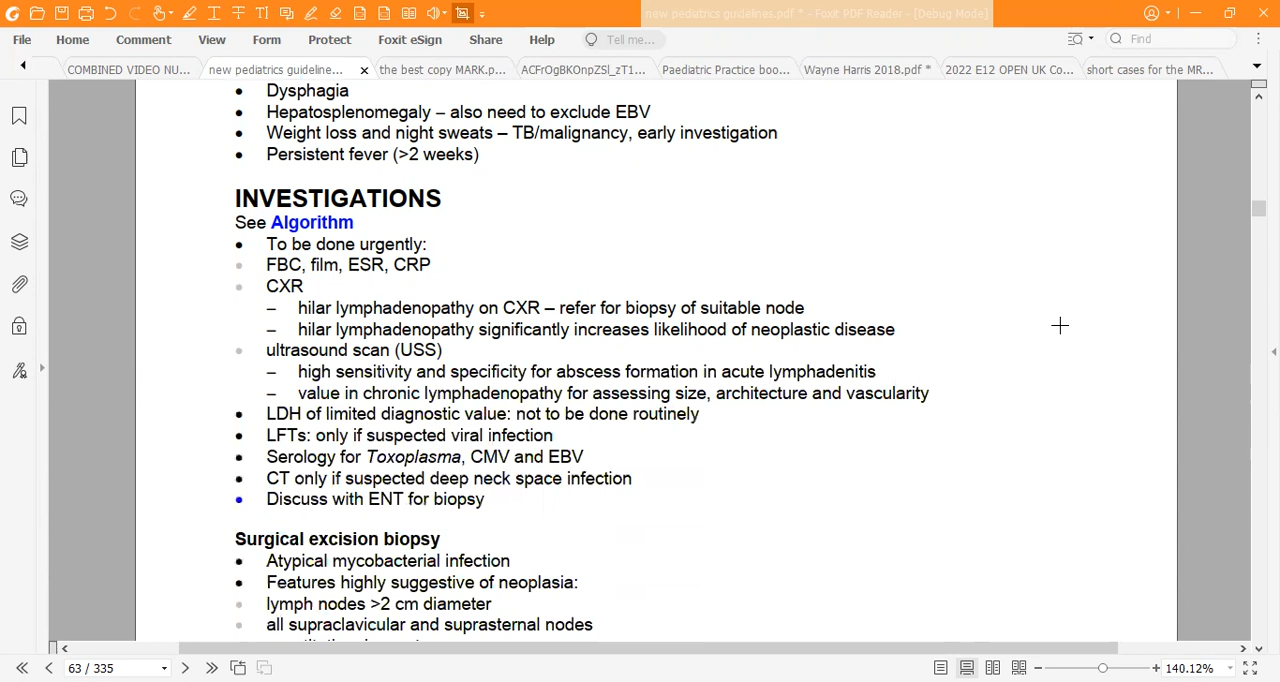 new pediatrics guidelines.pdf * - Foxit PDF Reader - [Debug Mode]
File Home Comment View Form Protect Foxit eSign Share Help Tell me... Find
COMBINED VIDEO NU... new pediatrics guideline... the best copy MARK.p... ACFrOgBKOnpZSl_zT1... Paediatric Practice boo... Wayne Harris 2018.pdf * 2022 E12 OPEN UK Co... short cases for the MR...
• Dysphagia
• Hepatosplenomegaly – also need to exclude EBV
• Weight loss and night sweats – TB/malignancy, early investigation
• Persistent fever (>2 weeks)
INVESTIGATIONS
See Algorithm
• To be done urgently:
• FBC, film, ESR, CRP
• CXR
– hilar lymphadenopathy on CXR – refer for biopsy of suitable node
– hilar lymphadenopathy significantly increases likelihood of neoplastic disease
• ultrasound scan (USS)
– high sensitivity and specificity for abscess formation in acute lymphadenitis
– value in chronic lymphadenopathy for assessing size, architecture and vascularity
• LDH of limited diagnostic value: not to be done routinely
• LFTs: only if suspected viral infection
• Serology for Toxoplasma, CMV and EBV
• CT only if suspected deep neck space infection
• Discuss with ENT for biopsy
Surgical excision biopsy
• Atypical mycobacterial infection
• Features highly suggestive of neoplasia:
• lymph nodes >2 cm diameter
• all supraclavicular and suprasternal nodes
63 / 335 140.12%